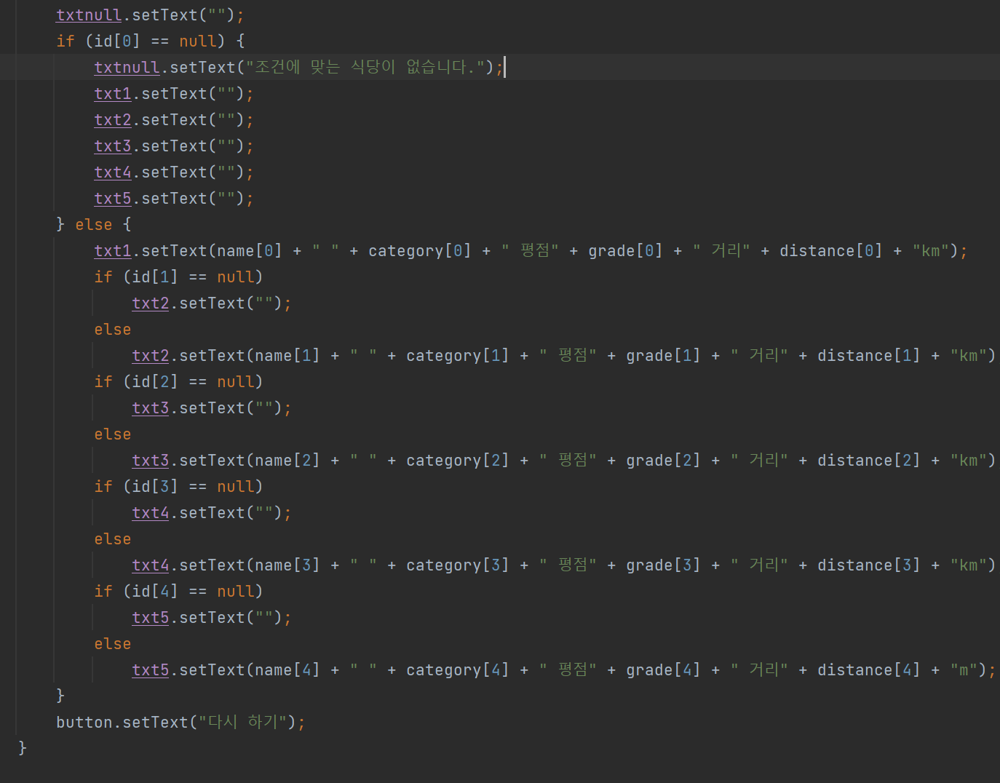 txtnull.setText("");
if (id[0] == null) {
txtnull.setText("조건에 맞는 식당이 없습니다.");
txt1.setText("");
txt2.setText("");
txt3.setText("");
txt4.setText("");
txt5.setText("");
} else {
txt1.setText(name[0] + " " + category[0] + " 평점" + grade[0] + " 거리" + distance[0] + "km");
if (id[1] == null)
txt2.setText("");
else
txt2.setText(name[1] + " " + category[1] + " 평점" + grade[1] + " 거리" + distance[1] + "km")
if (id[2] == null)
txt3.setText("");
else
txt3.setText(name[2] + " " + category[2] + " 평점" + grade[2] + " 거리" + distance[2] + "km")
if (id[3] == null)
txt4.setText("");
else
txt4.setText(name[3] + " " + category[3] + " 평점" + grade[3] + " 거리" + distance[3] + "km")
if (id[4] == null)
txt5.setText("");
else
txt5.setText(name[4] + " " + category[4] + " 평점" + grade[4] + " 거리" + distance[4] + "m");
}
button.setText("다시 하기");
}